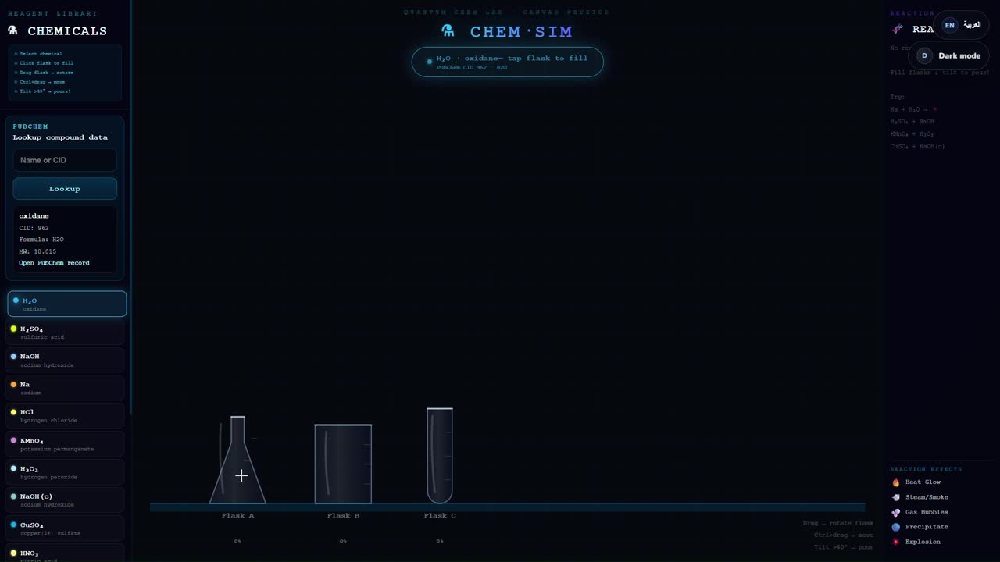 REAGENT LIBRARY
CHEMICALS
Select chemical
Click flask to fill
Drag flask → rotate
Ctrl+drag → move
Tilt >40° → pours!
PUBCHEM
Lookup compound data
Name or CID
Lookup
oxidane
CID: 962
Formula: H2O
MW: 18.015
Open PubChem record
H₂O
oxidane
H₂SO₄
sulfuric acid
NaOH
sodium hydroxide
Na
sodium
HCl
hydrogen chloride
KMnO₄
potassium permanganate
H₂O₂
hydrogen peroxide
NaOH(c)
sodium hydroxide
CuSO₄
copper(2+) sulfate
HNO₃
nitric acid
QUANTUM CHEM LAB · CANVAS PHYSICS
CHEM·SIM
H₂O · oxidane— tap flask to fill
PubChem CID 962 · H2O
Flask A
Flask B
Flask C
0%
0%
0%
Drag → rotate flask
Ctrl+drag → move
Tilt >40° → pour
REACTION
EN العربية
D Dark mode
Fill flasks & tilt to pour!
Try:
Na + H₂O →
H₂SO₄ + NaOH
KMnO₄ + H₂O₂
CuSO₄ + NaOH(c)
REACTION EFFECTS
Heat Glow
Steam/Smoke
Gas Bubbles
Precipitate
Explosion